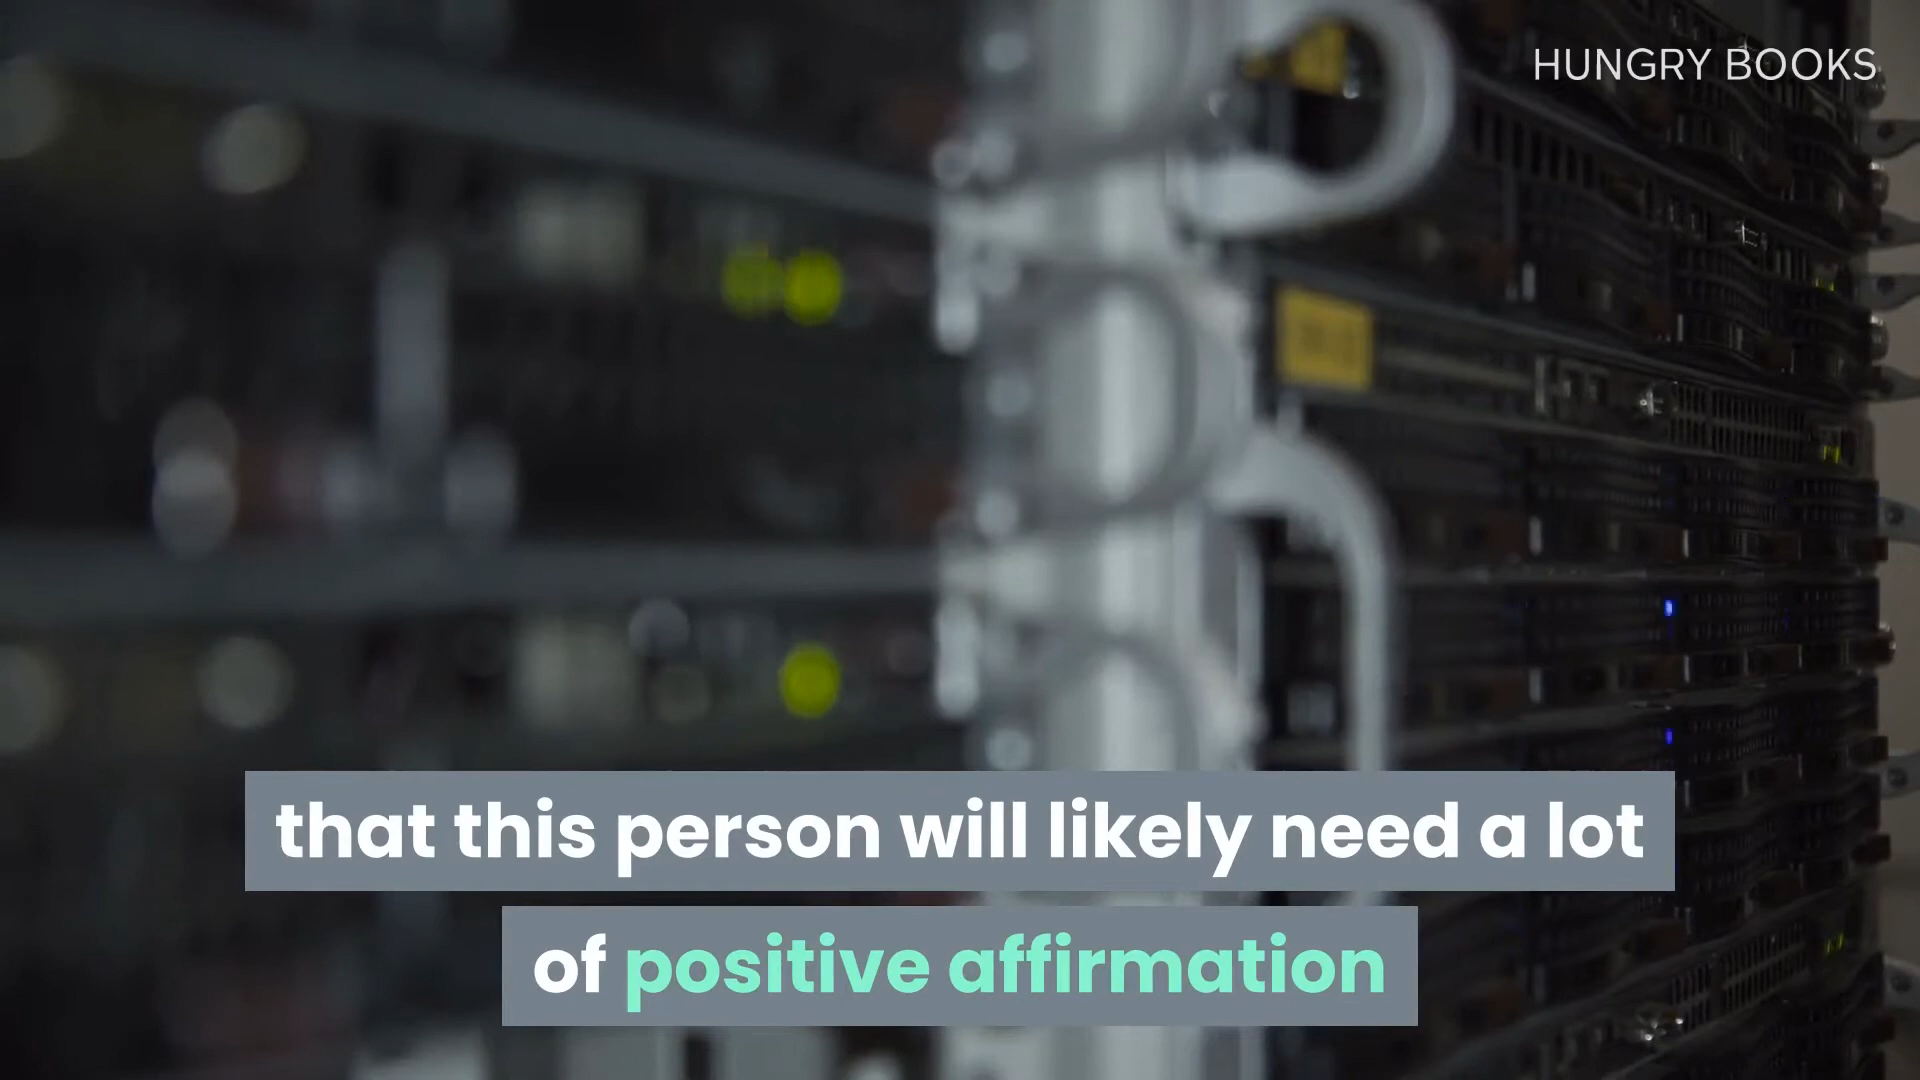 HUNGRY BOOKS
that this person will likely need a lot
of positive affirmation